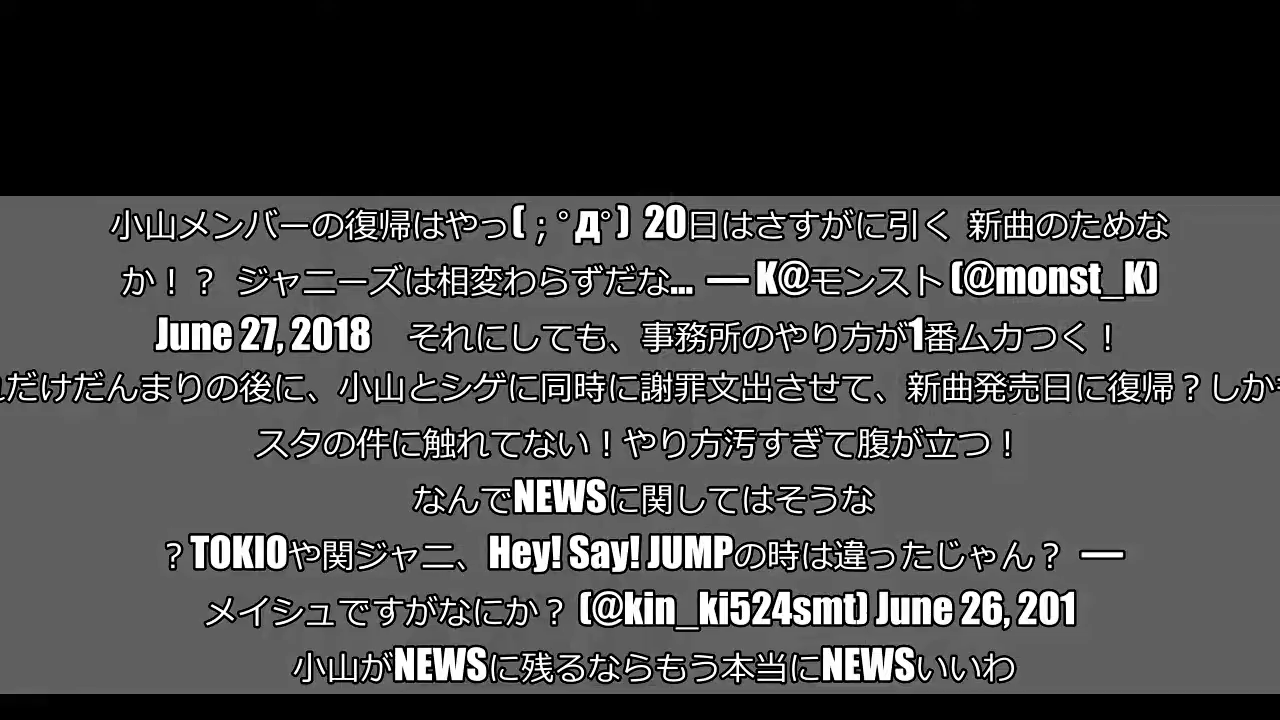 小山メンバーの復帰はやっ(；ﾟДﾟ) 20日はさすがに引く 新曲のためな
か！？ ジャニーズは相変わらずだな... — K@モンスト (@monst_K)
June 27, 2018 それにしても、事務所のやり方が1番ムカつく！
れだけだんまりの後に、小山とシゲに同時に謝罪文出させて、新曲発売日に復帰？しかも
スタの件に触れてない！やり方汚すぎて腹が立つ！
なんでNEWSに関してはそうな
？TOKIOや関ジャニ、Hey! Say! JUMPの時は違ったじゃん？ —
メイシュですがなにか？ (@kin_ki524smt) June 26, 201
小山がNEWSに残るならもう本当にNEWSいいわ